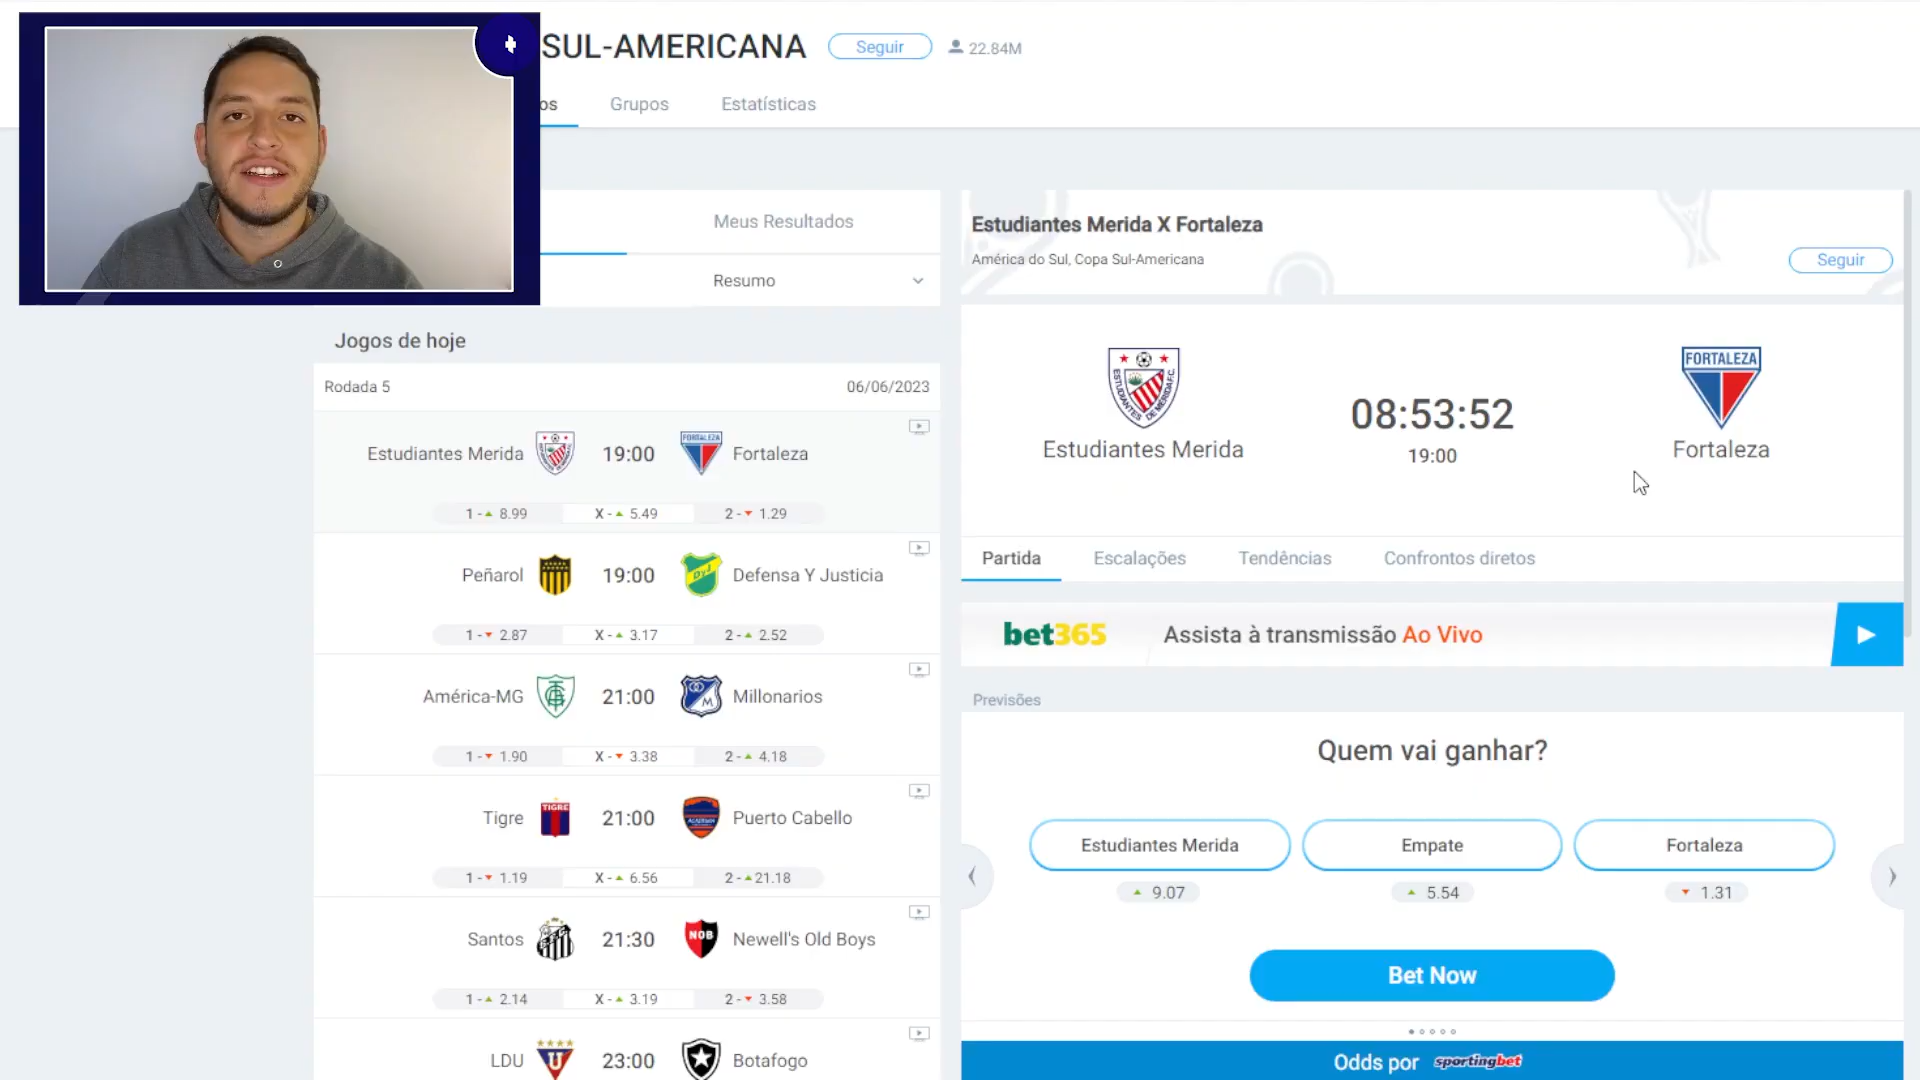 SUL-AMERICANA
Seguir
22.84M
os
Grupos
Estatísticas
Meus Resultados
Resumo
Jogos de hoje
Rodada 5
06/06/2023
Estudiantes Merida
19:00
FORTALEZA
Fortaleza
1 - 8.99
X - 5.49
2 - 1.29
Peñarol
19:00
DyJ
Defensa Y Justicia
1 - 2.87
X - 3.17
2 - 2.52
América-MG
21:00
M
Millonarios
1 - 1.90
X - 3.38
2 - 4.18
Tigre
TIGRE
21:00
Puerto Cabello
1 - 1.19
X - 6.56
2 - 21.18
Santos
21:30
NOB
Newell's Old Boys
1 - 2.14
X - 3.19
2 - 3.58
LDU
U
23:00
Botafogo
Estudiantes Merida X Fortaleza
América do Sul, Copa Sul-Americana
Seguir
ESTUDIANTES DE MERIDA F.C.
Estudiantes Merida
08:53:52
19:00
FORTALEZA
Fortaleza
Partida
Escalações
Tendências
Confrontos diretos
bet365
Assista à transmissão Ao Vivo
Previsões
Quem vai ganhar?
Estudiantes Merida
Empate
Fortaleza
9.07
5.54
1.31
Bet Now
Odds por sportingbet